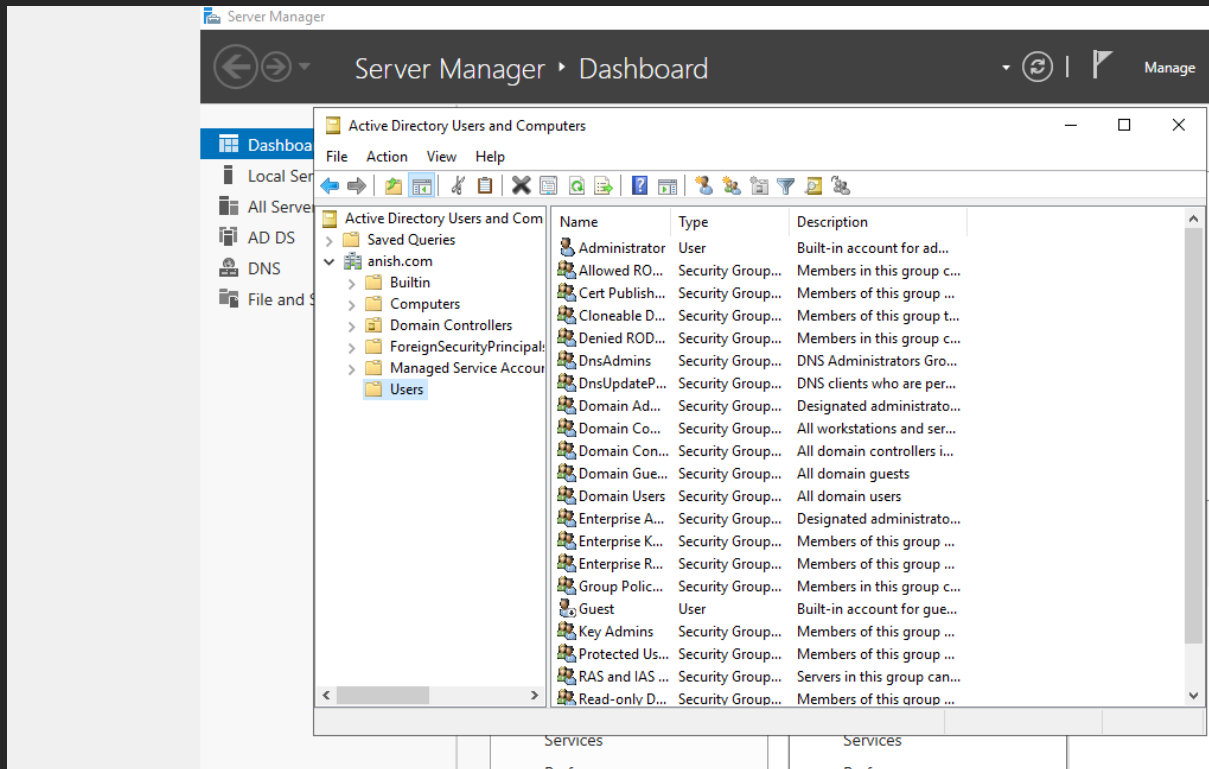 Server Manager
Server Manager ‣ Dashboard
Manage
Dashboa
Local Ser
All Server
AD DS
DNS
File and S
Active Directory Users and Computers
File Action View Help
Active Directory Users and Com
Saved Queries
anish.com
Builtin
Computers
Domain Controllers
ForeignSecurityPrincipals
Managed Service Accour
Users
Name Type Description
Administrator User Built-in account for ad...
Allowed RO... Security Group... Members in this group c...
Cert Publish... Security Group... Members of this group ...
Cloneable D... Security Group... Members of this group t...
Denied ROD... Security Group... Members in this group c...
DnsAdmins Security Group... DNS Administrators Gro...
DnsUpdateP... Security Group... DNS clients who are per...
Domain Ad... Security Group... Designated administrato...
Domain Co... Security Group... All workstations and ser...
Domain Con... Security Group... All domain controllers i...
Domain Gue... Security Group... All domain guests
Domain Users Security Group... All domain users
Enterprise A... Security Group... Designated administrato...
Enterprise K... Security Group... Members of this group ...
Enterprise R... Security Group... Members of this group ...
Group Polic... Security Group... Members in this group c...
Guest User Built-in account for gue...
Key Admins Security Group... Members of this group ...
Protected Us... Security Group... Members of this group ...
RAS and IAS ... Security Group... Servers in this group can...
Read-only D... Security Group... Members of this group ...
Services Services